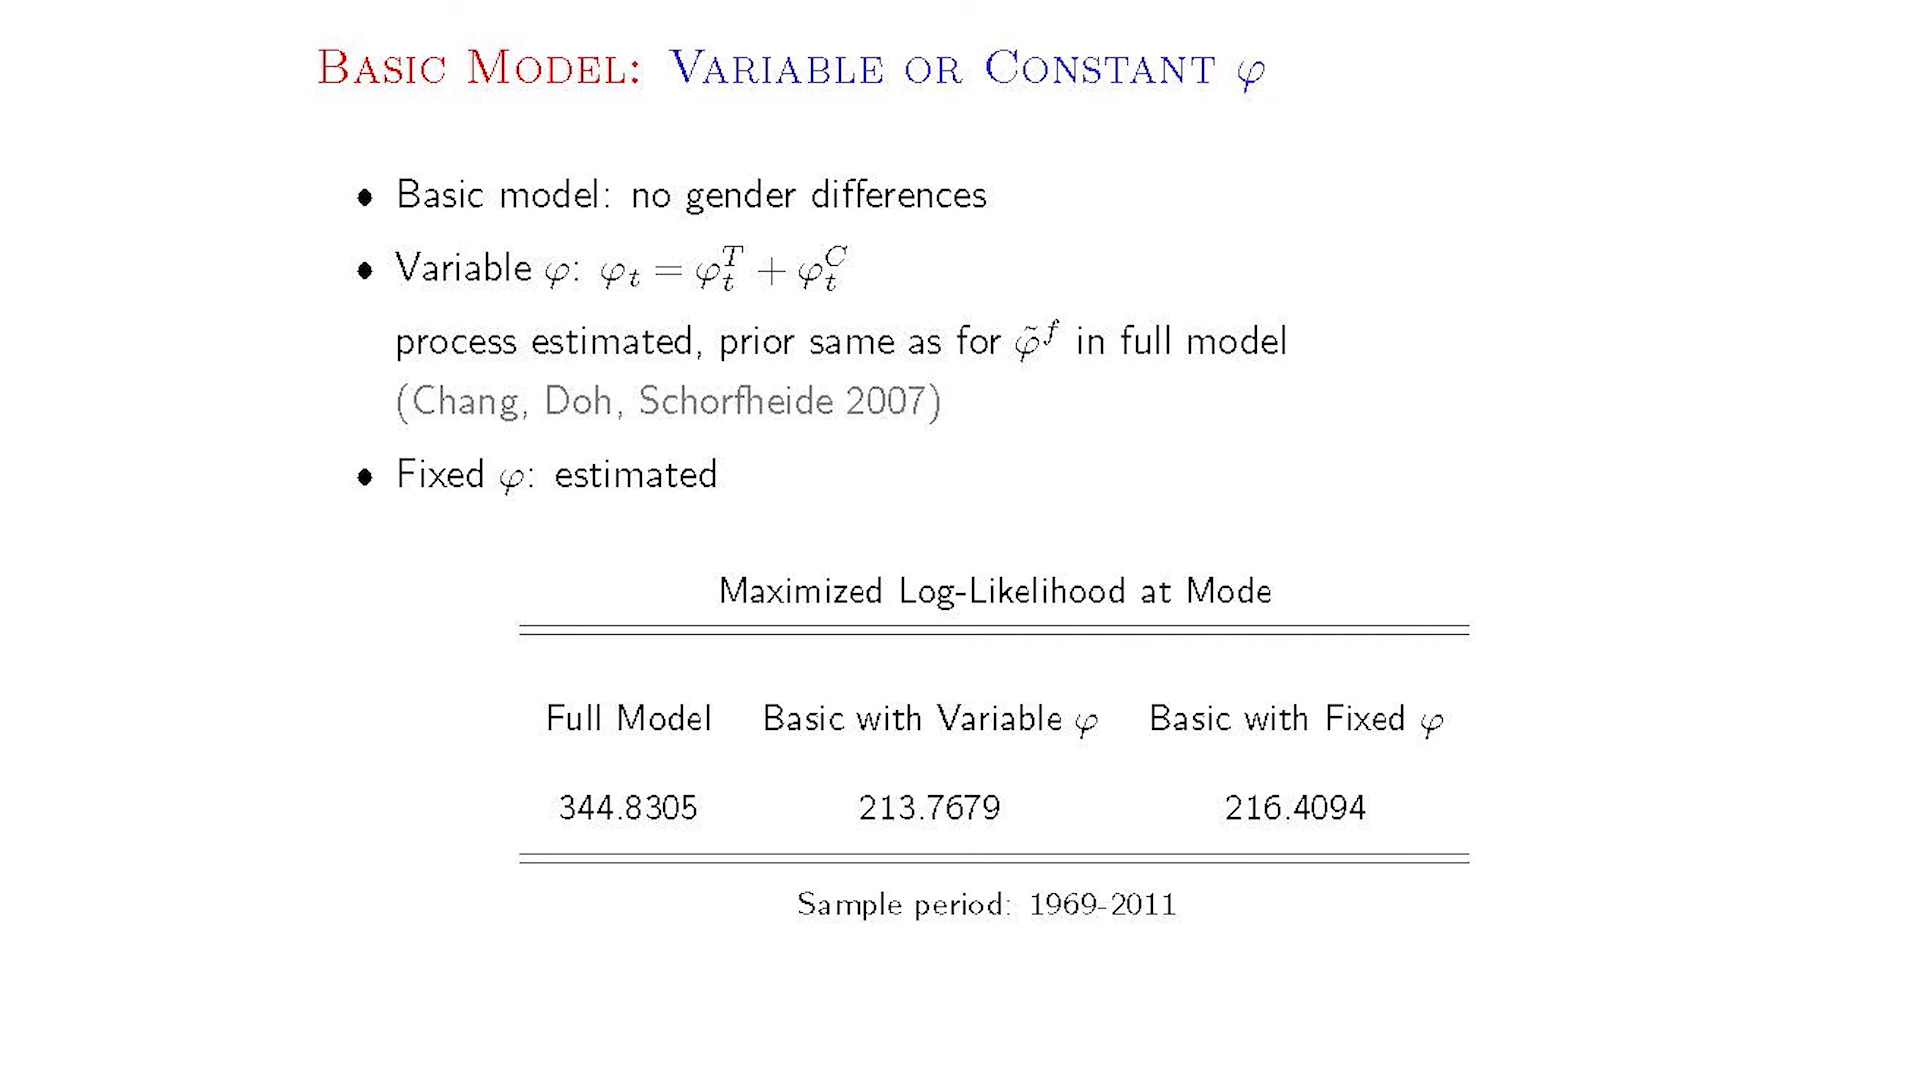 BASIC MODEL: VARIABLE OR CONSTANT φ
• Basic model: no gender differences
• Variable φ: φ_t = φ_t^T + φ_t^C
process estimated, prior same as for φ̃^f in full model
(Chang, Doh, Schorfheide 2007)
• Fixed φ: estimated
Maximized Log-Likelihood at Mode
Full Model Basic with Variable φ Basic with Fixed φ
344.8305 213.7679 216.4094
Sample period: 1969-2011